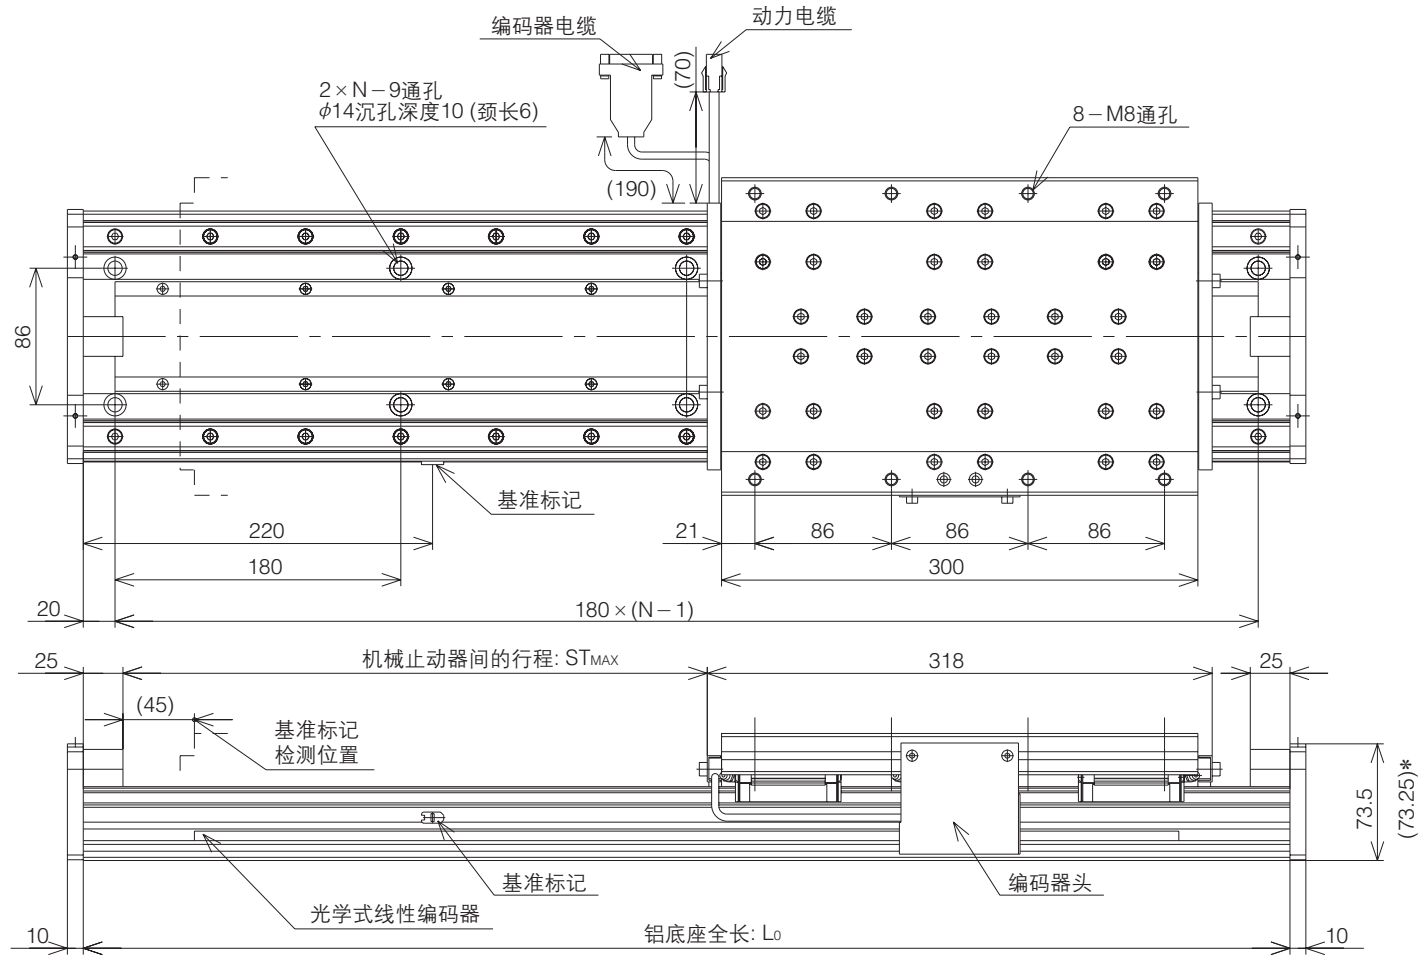 编码器电缆
动力电缆
(70)
2×N−9通孔
φ14沉孔深度10 (颈长6)
8−M8通孔
(190)
86
基准标记
220
21
86
86
86
180
300
20
180×(N−1)
25
机械止动器间的行程: STMAX
318
25
(45)
基准标记
检测位置
73.5
(73.25)*
基准标记
编码器头
光学式线性编码器
10
铝底座全长: L0
10